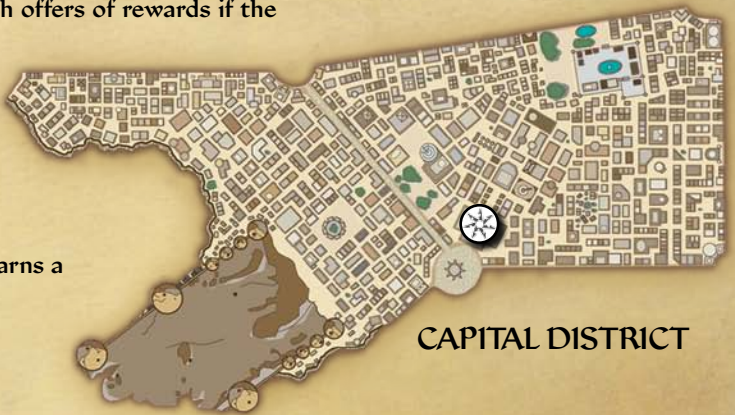 h offers of rewards if the
arns a
CAPITAL DISTRICT